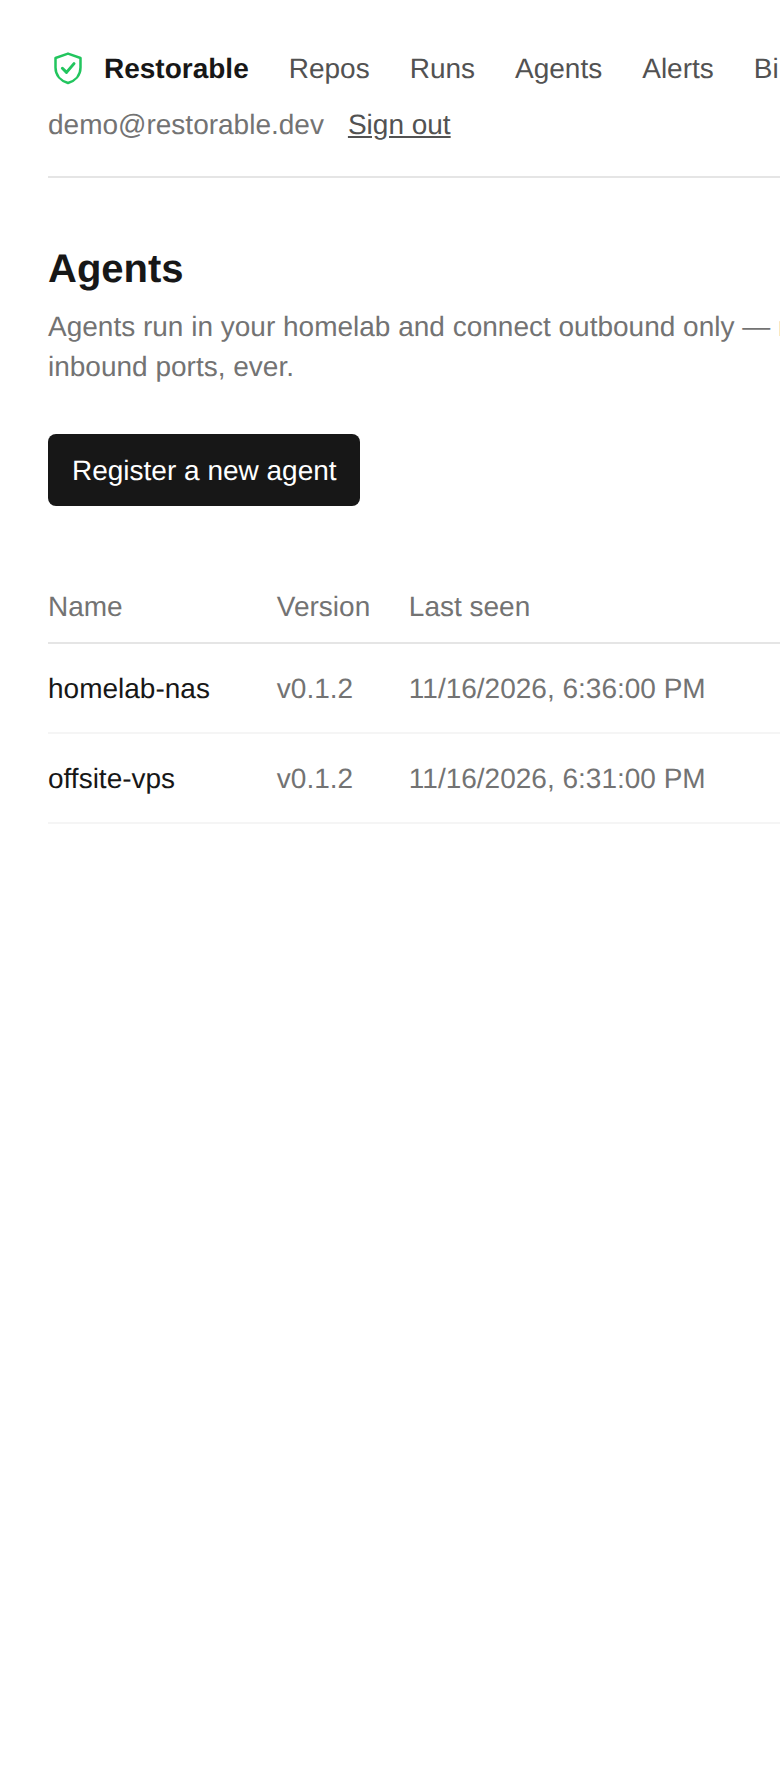 Restorable Repos Runs Agents Alerts
demo@restorable.dev Sign out
Agents
Agents run in your homelab and connect outbound only —
inbound ports, ever.
Register a new agent
Name Version Last seen
homelab-nas v0.1.2 11/16/2026, 6:36:00 PM
offsite-vps v0.1.2 11/16/2026, 6:31:00 PM